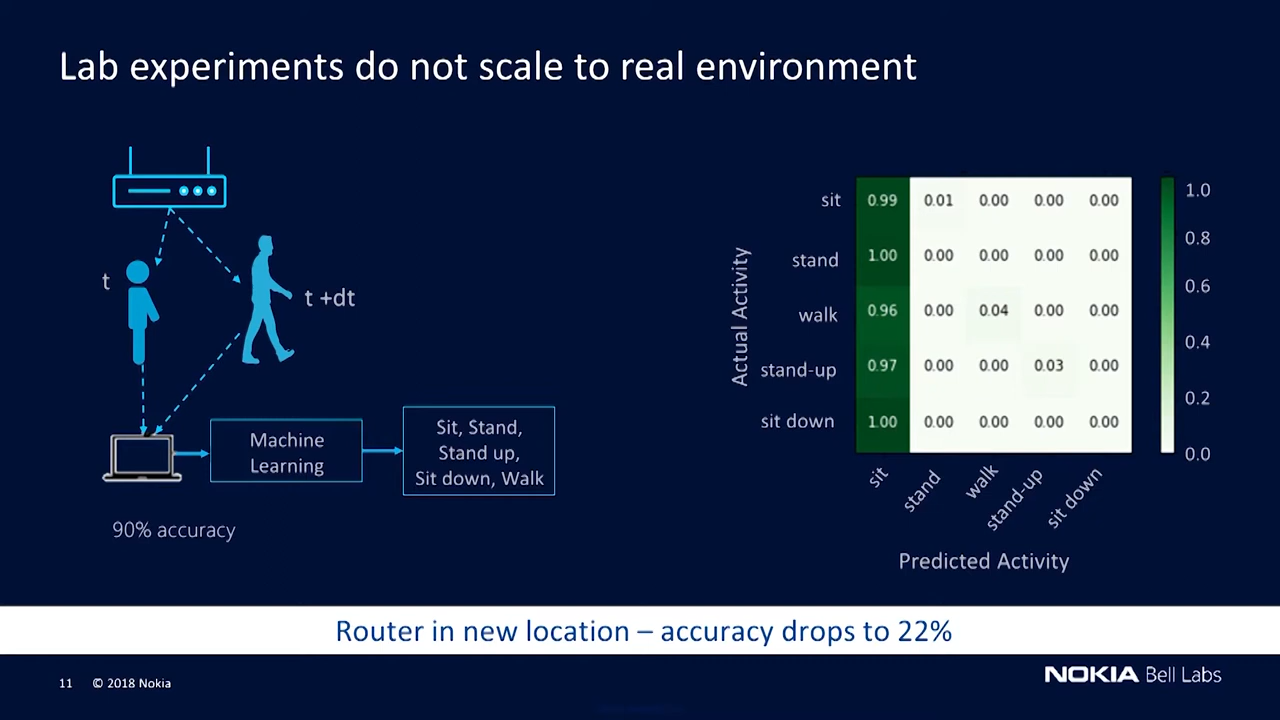 Lab experiments do not scale to real environment
t
t +dt
Machine
Learning
Sit, Stand,
Stand up,
Sit down, Walk
90% accuracy
Actual Activity
sit 0.99 0.01 0.00 0.00 0.00
stand 1.00 0.00 0.00 0.00 0.00
walk 0.96 0.00 0.04 0.00 0.00
stand-up 0.97 0.00 0.00 0.03 0.00
sit down 1.00 0.00 0.00 0.00 0.00
sit stand walk stand-up sit down
Predicted Activity
1.0
0.8
0.6
0.4
0.2
0.0
Router in new location – accuracy drops to 22%
11 © 2018 Nokia
NOKIA Bell Labs